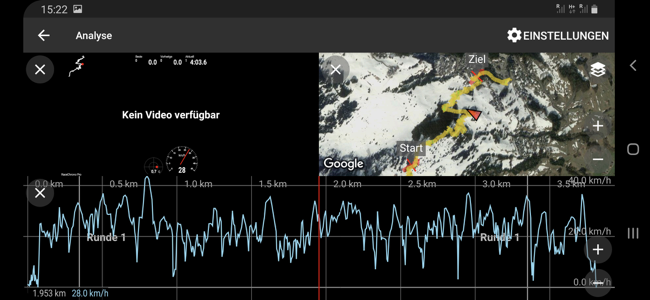 15:22
Analyse
EINSTELLUNGEN
0.0 0.0 4:03.6
Kein Video verfügbar
28
Ziel
Start
Google
0.0 km 0.5 km 1.0 km 1.5 km 2.0 km 2.5 km 3.0 km 3.5 km
40.0 km/h
Runde 1 Runde 1
20.0 km/h
0.0 km/h
1.953 km 28.0 km/h